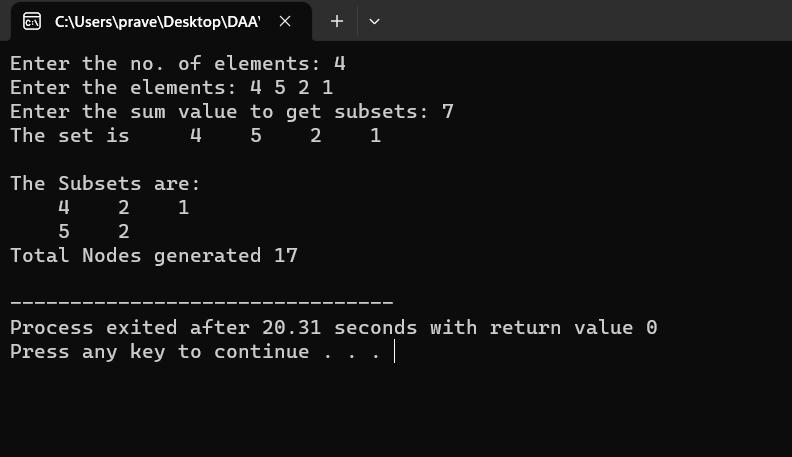 C:\Users\prave\Desktop\DAA\
Enter the no. of elements: 4
Enter the elements: 4 5 2 1
Enter the sum value to get subsets: 7
The set is     4    5    2    1
The Subsets are:
    4    2    1
    5    2
Total Nodes generated 17
--------------------------------
Process exited after 20.31 seconds with return value 0
Press any key to continue . . .